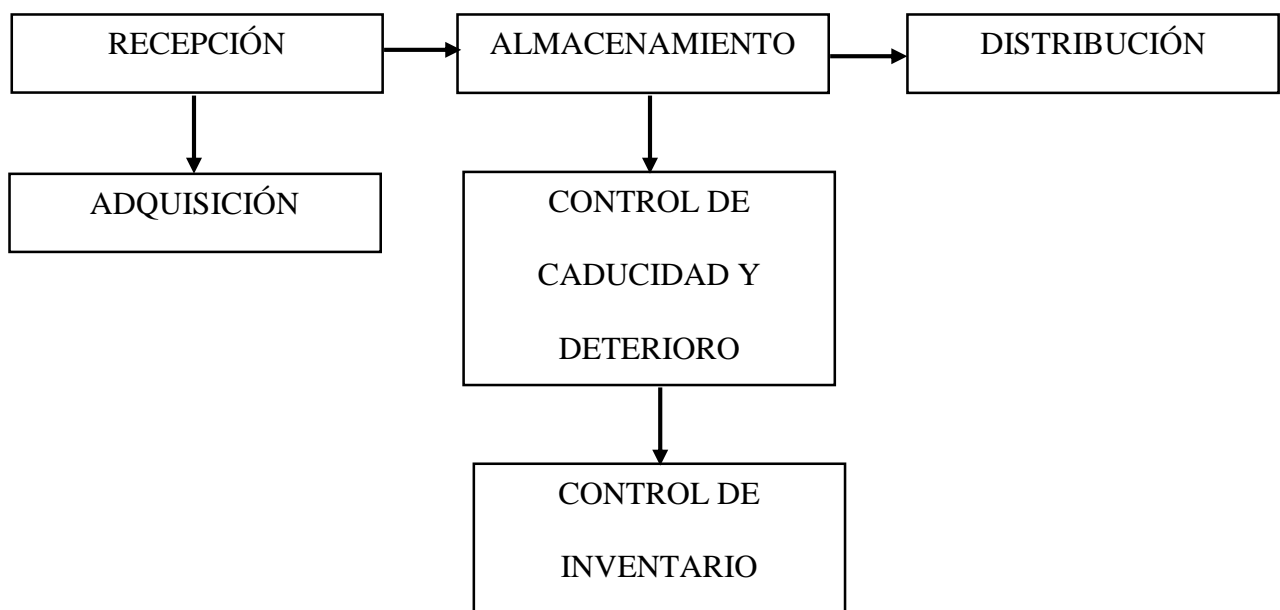 RECEPCIÓN
ALMACENAMIENTO
DISTRIBUCIÓN
ADQUISICIÓN
CONTROL DE
CADUCIDAD Y
DETERIORO
CONTROL DE
INVENTARIO